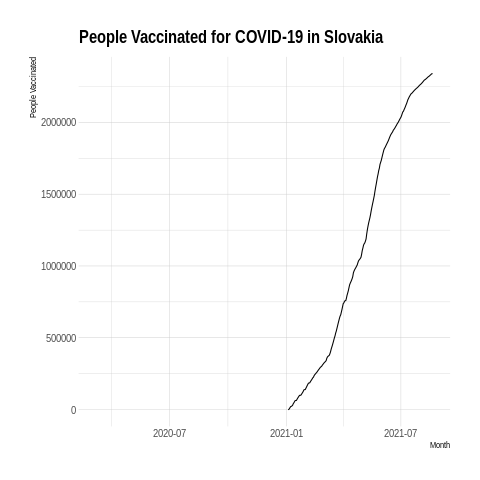 People Vaccinated for COVID-19 in Slovakia
People Vaccinated
2000000
1500000
1000000
500000
0
2020-07
2021-01
2021-07
Month